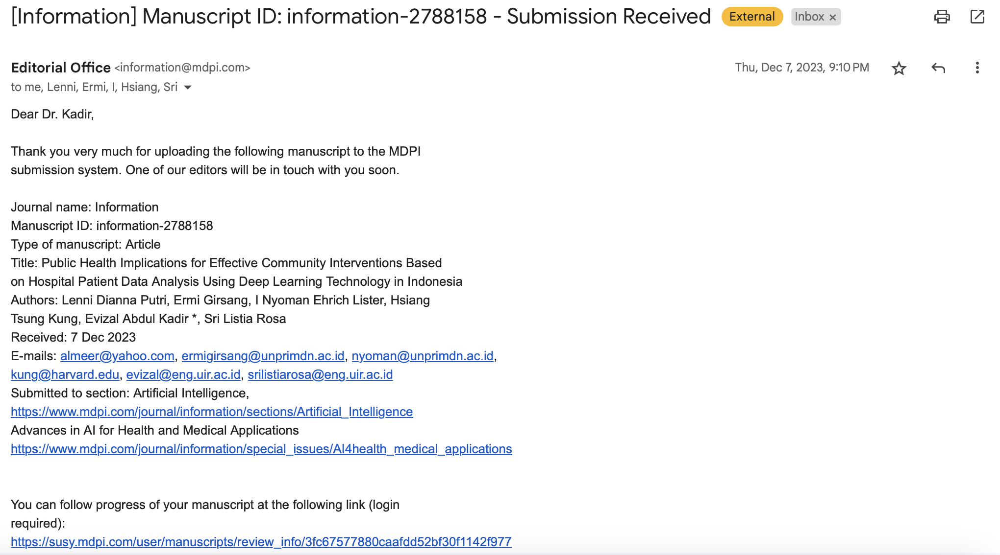 [Information] Manuscript ID: information-2788158 - Submission Received External Inbox ×
Editorial Office <information@mdpi.com> Thu, Dec 7, 2023, 9:10 PM
to me, Lenni, Ermi, I, Hsiang, Sri
Dear Dr. Kadir,
Thank you very much for uploading the following manuscript to the MDPI
submission system. One of our editors will be in touch with you soon.
Journal name: Information
Manuscript ID: information-2788158
Type of manuscript: Article
Title: Public Health Implications for Effective Community Interventions Based
on Hospital Patient Data Analysis Using Deep Learning Technology in Indonesia
Authors: Lenni Dianna Putri, Ermi Girsang, I Nyoman Ehrich Lister, Hsiang
Tsung Kung, Evizal Abdul Kadir *, Sri Listia Rosa
Received: 7 Dec 2023
E-mails: almeer@yahoo.com, ermigirsang@unprimdn.ac.id, nyoman@unprimdn.ac.id,
kung@harvard.edu, evizal@eng.uir.ac.id, srilistiarosa@eng.uir.ac.id
Submitted to section: Artificial Intelligence,
https://www.mdpi.com/journal/information/sections/Artificial_Intelligence
Advances in AI for Health and Medical Applications
https://www.mdpi.com/journal/information/special_issues/AI4health_medical_applications
You can follow progress of your manuscript at the following link (login
required):
https://susy.mdpi.com/user/manuscripts/review_info/3fc67577880caafdd52bf30f1142f977